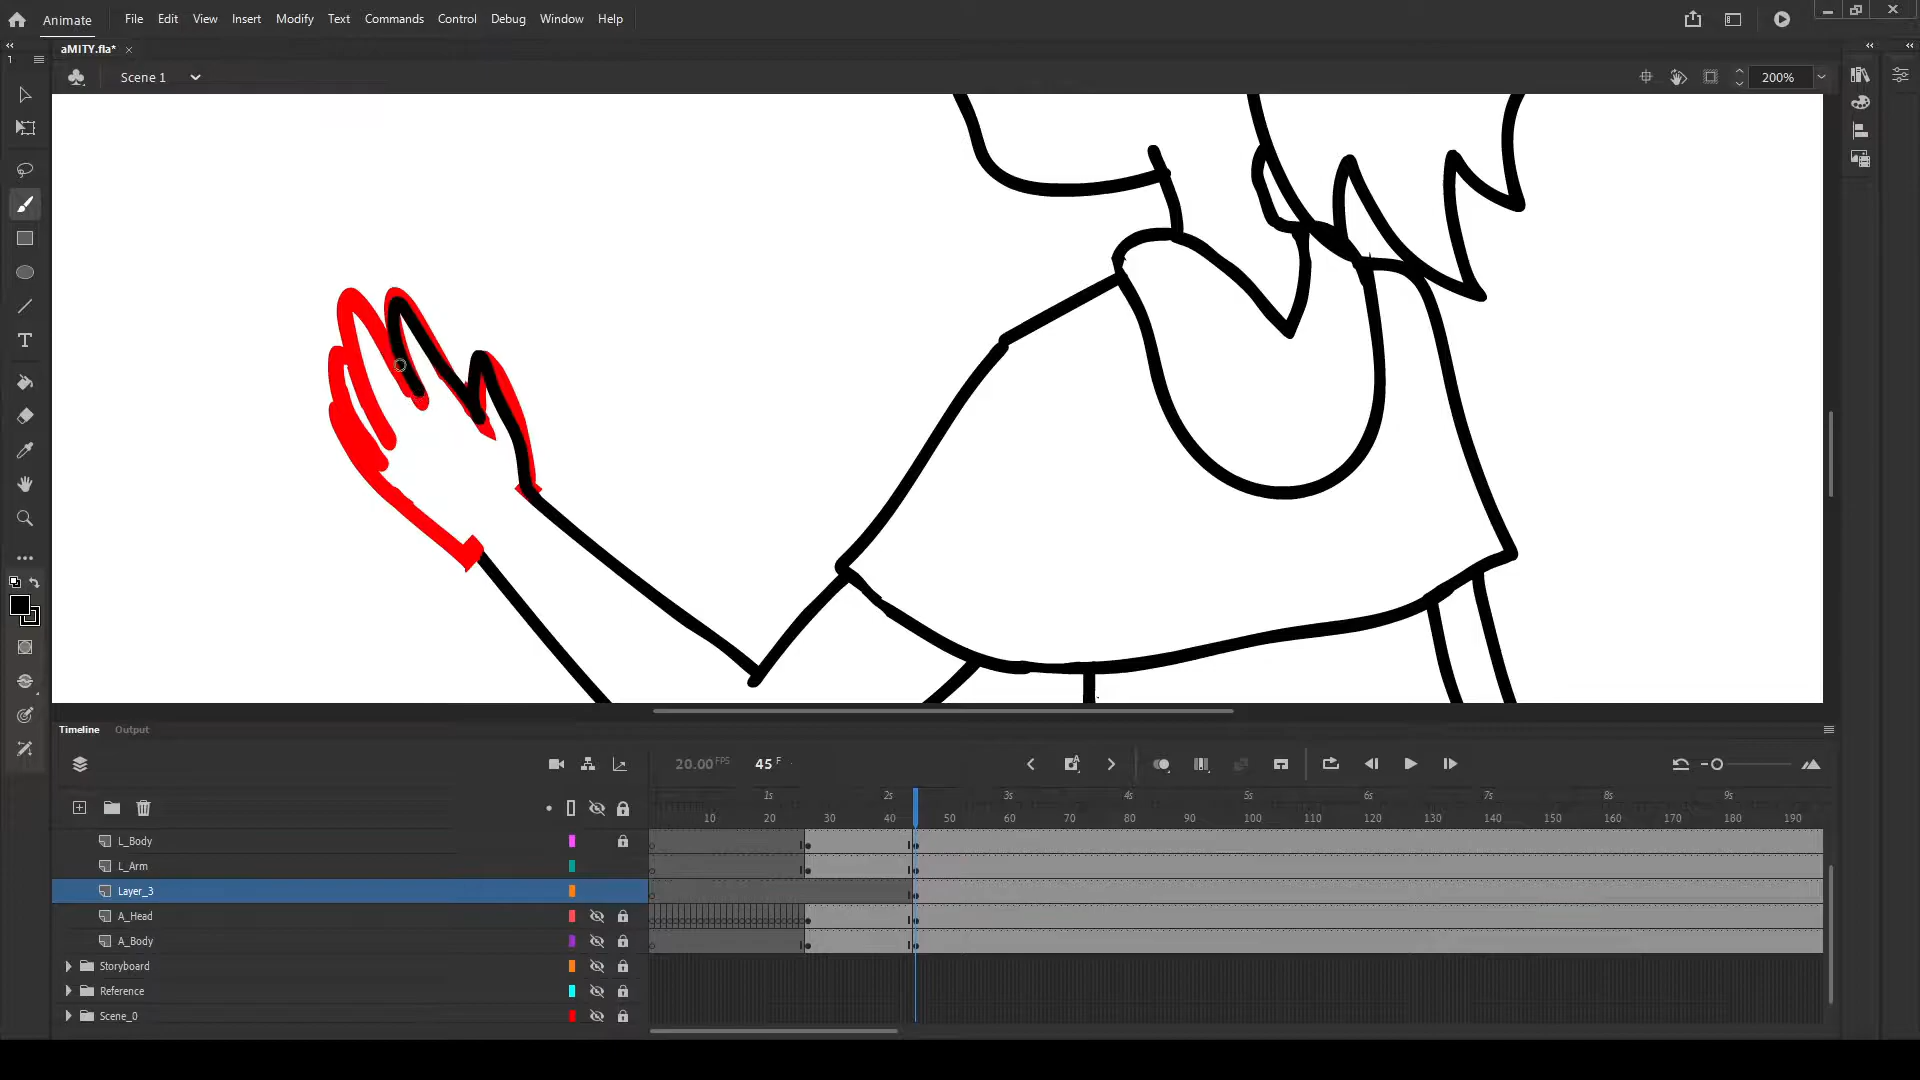 Animate File Edit View Insert Modify Text Commands Control Debug Window Help
aMITY.fla*
1
Scene 1 200%
T
Timeline Output
20.00 FPS 45 F
1s 2s 3s 4s 5s 6s 7s 8s 9s
10 20 30 40 50 60 70 80 90 100 110 120 130 140 150 160 170 180 190
L_Body
L_Arm
Layer_3
A_Head
A_Body
Storyboard
Reference
Scene_0